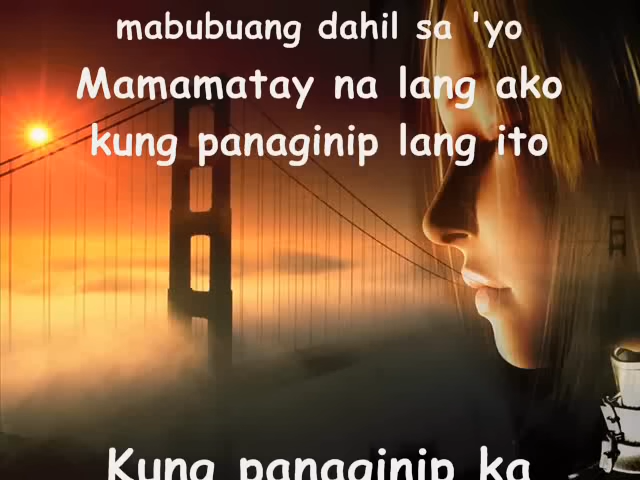 mabubuang dahil sa 'yo
Mamamatay na lang ako
kung panaginip lang ito
Kung panaginip ka